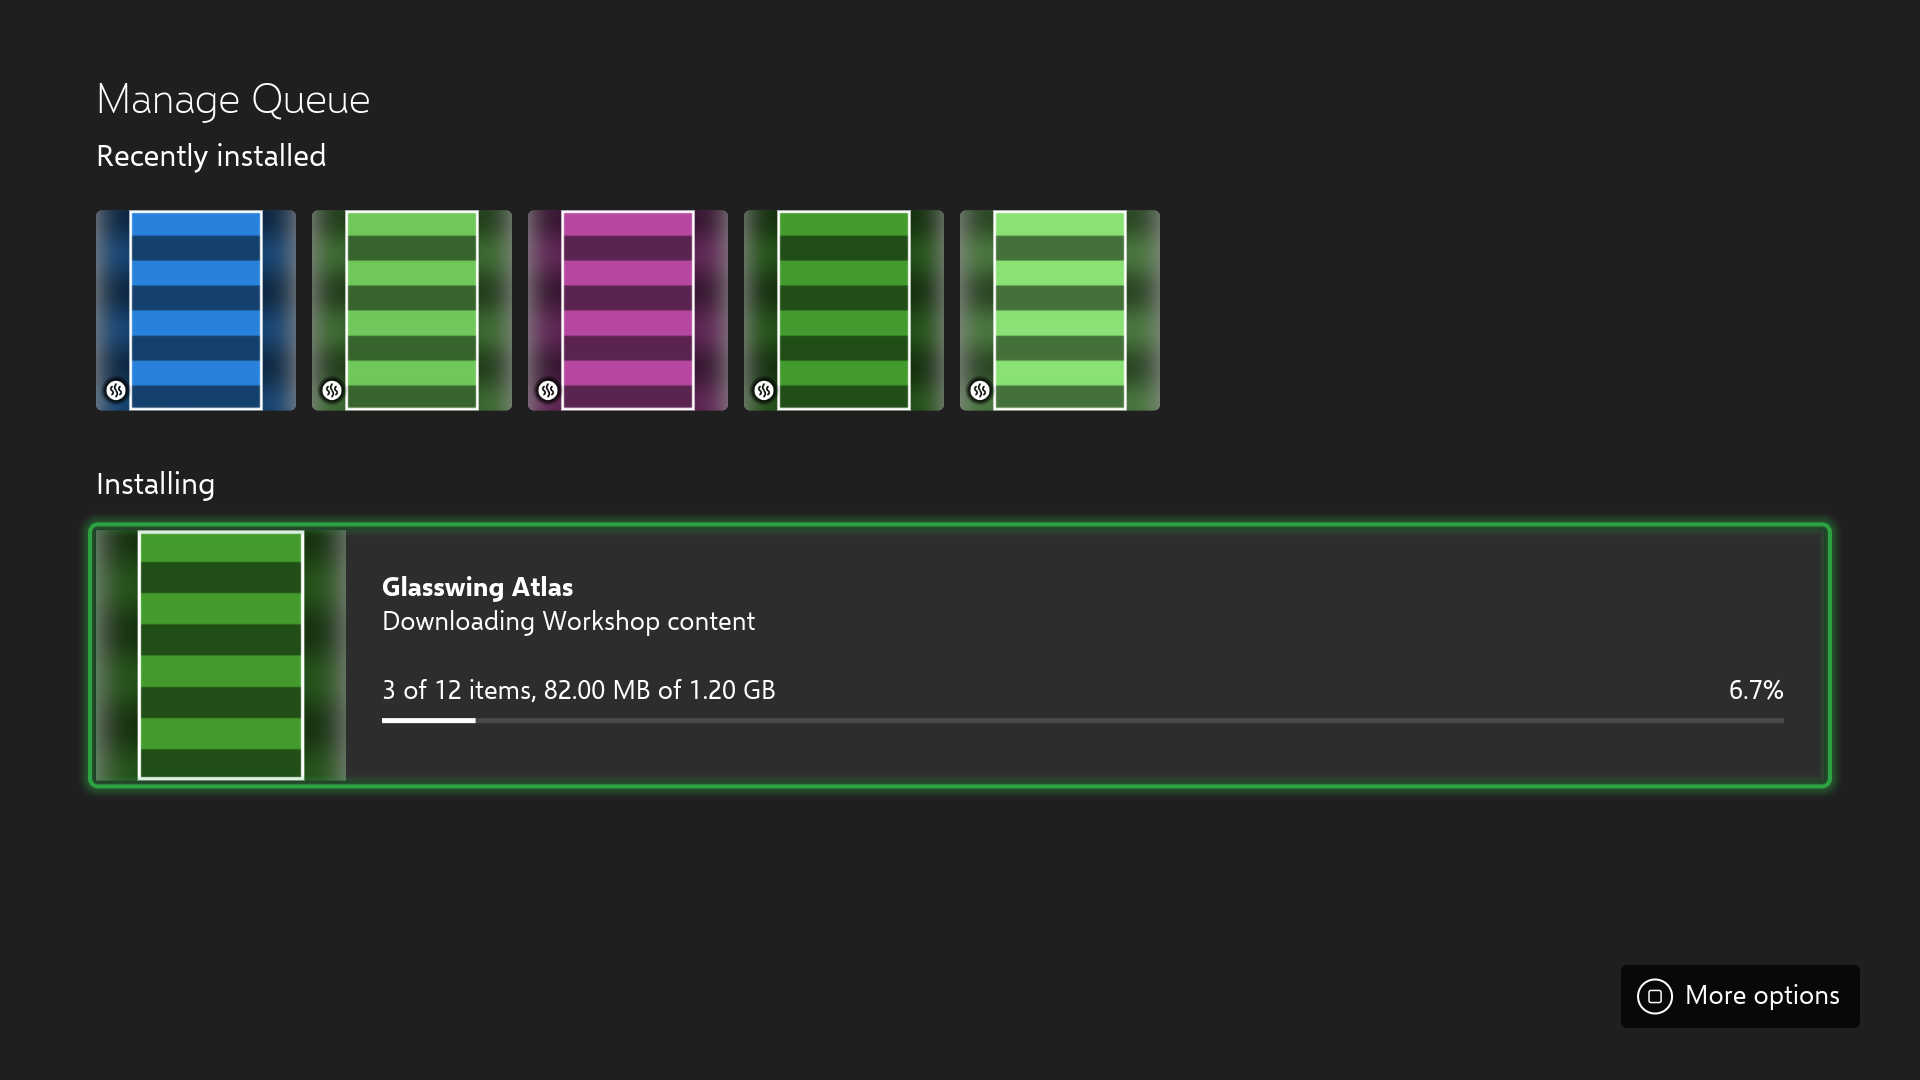 Manage Queue
Recently installed
Installing
Glasswing Atlas
Downloading Workshop content
3 of 12 items, 82.00 MB of 1.20 GB
6.7%
More options